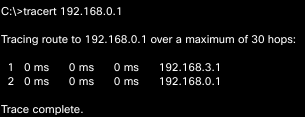 C:\>tracert 192.168.0.1
Tracing route to 192.168.0.1 over a maximum of 30 hops:
1 0 ms 0 ms 0 ms 192.168.3.1
2 0 ms 0 ms 0 ms 192.168.0.1
Trace complete.